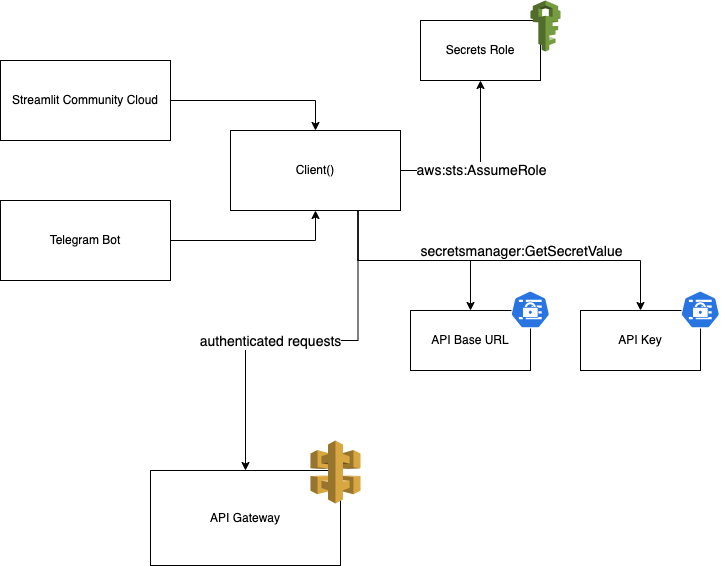 Secrets Role
Streamlit Community Cloud
Client()
aws:sts:AssumeRole
Telegram Bot
secretsmanager:GetSecretValue
authenticated requests
API Base URL
API Key
API Gateway